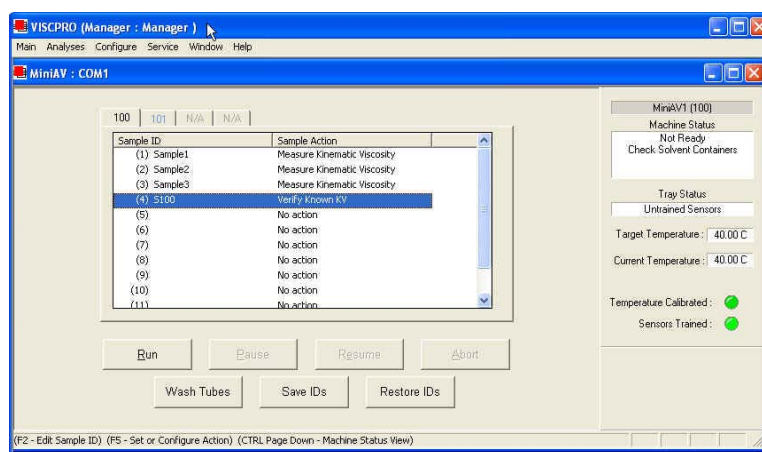 VISCPRO (Manager : Manager )
Main Analyses Configure Service Window Help
MiniAV : COM1
100 101 N/A N/A
Sample ID Sample Action
(1) Sample1 Measure Kinematic Viscosity
(2) Sample2 Measure Kinematic Viscosity
(3) Sample3 Measure Kinematic Viscosity
(4) S100 Verify Known KV
(5) No action
(6) No action
(7) No action
(8) No action
(9) No action
(10) No action
(11) No action
Run Pause Resume Abort
Wash Tubes Save IDs Restore IDs
MiniAV1 (100)
Machine Status
Not Ready
Check Solvent Containers
Tray Status
Untrained Sensors
Target Temperature : 40.00 C
Current Temperature : 40.00 C
Temperature Calibrated :
Sensors Trained :
(F2 - Edit Sample ID) (F5 - Set or Configure Action) (CTRL Page Down - Machine Status View)